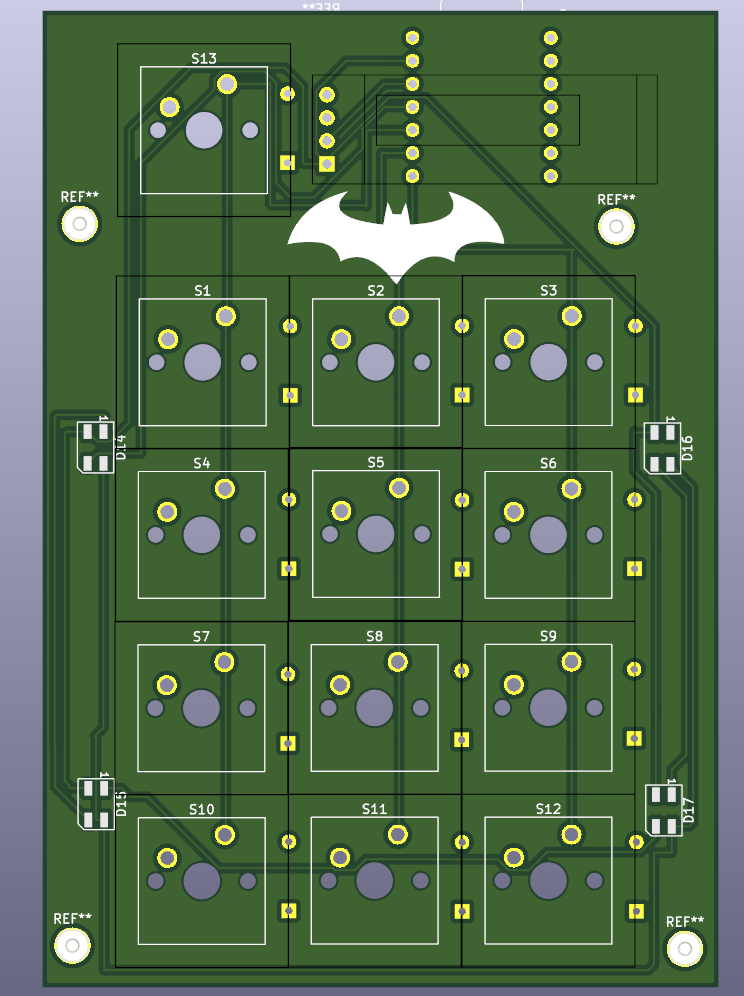 REF**
S13
REF**
REF**
S1
S2
S3
1
D14
1
D16
S4
S5
S6
S7
S8
S9
1
D15
1
D17
S10
S11
S12
REF**
REF**